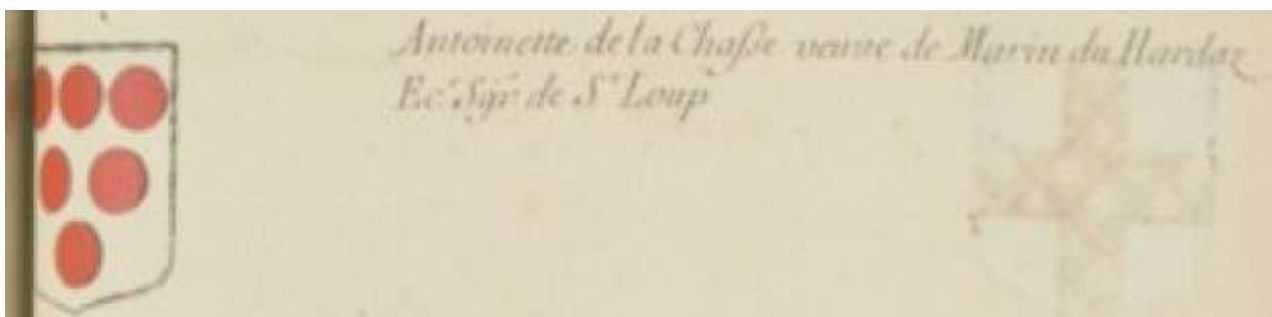 Antoinette de la Chaſse veuve de Marin du Hardaz
Ec.r Sgr. de S.t Loup